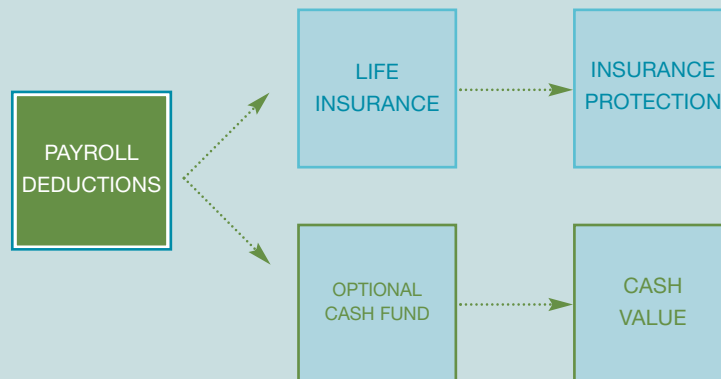 PAYROLL
DEDUCTIONS
LIFE
INSURANCE
INSURANCE
PROTECTION
OPTIONAL
CASH FUND
CASH
VALUE